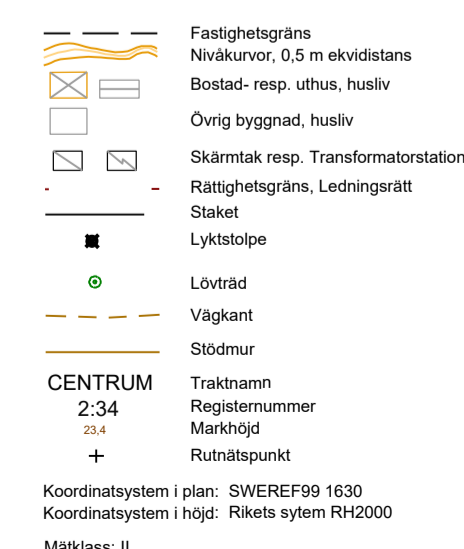 Fastighetsgräns
Nivåkurvor, 0,5 m ekvidistans
Bostad- resp. uthus, husliv
Övrig byggnad, husliv
Skärmtak resp. Transformatorstation
Rättighetsgräns, Ledningsrätt
Staket
Lyktstolpe
Lövträd
Vägkant
Stödmur
CENTRUM Traktnamn
2:34 Registernummer
23,4 Markhöjd
Rutnätspunkt
Koordinatsystem i plan: SWEREF99 1630
Koordinatsystem i höjd: Rikets sytem RH2000
Mätklass: II